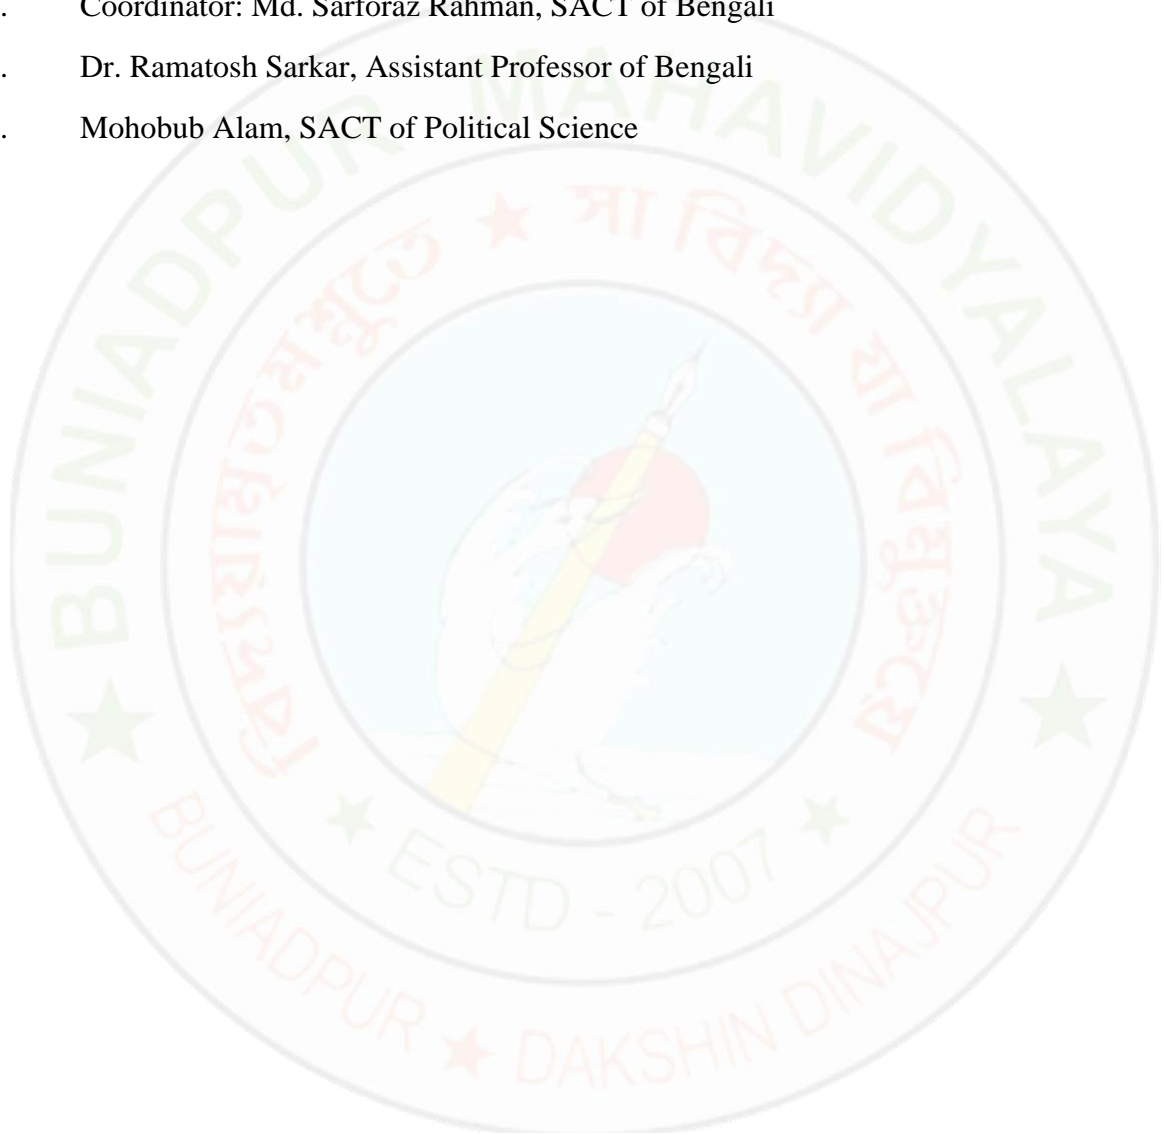 . Coordinator: Md. Sarforaz Rahman, SACT of Bengali
. Dr. Ramatosh Sarkar, Assistant Professor of Bengali
. Mohobub Alam, SACT of Political Science
BUNIADPUR MAHAVIDYALAYA
সা বিদ্যা যা বিমুক্তয়ে
ESTD - 2007
BUNIADPUR ★ DAKSHIN DINAJPUR